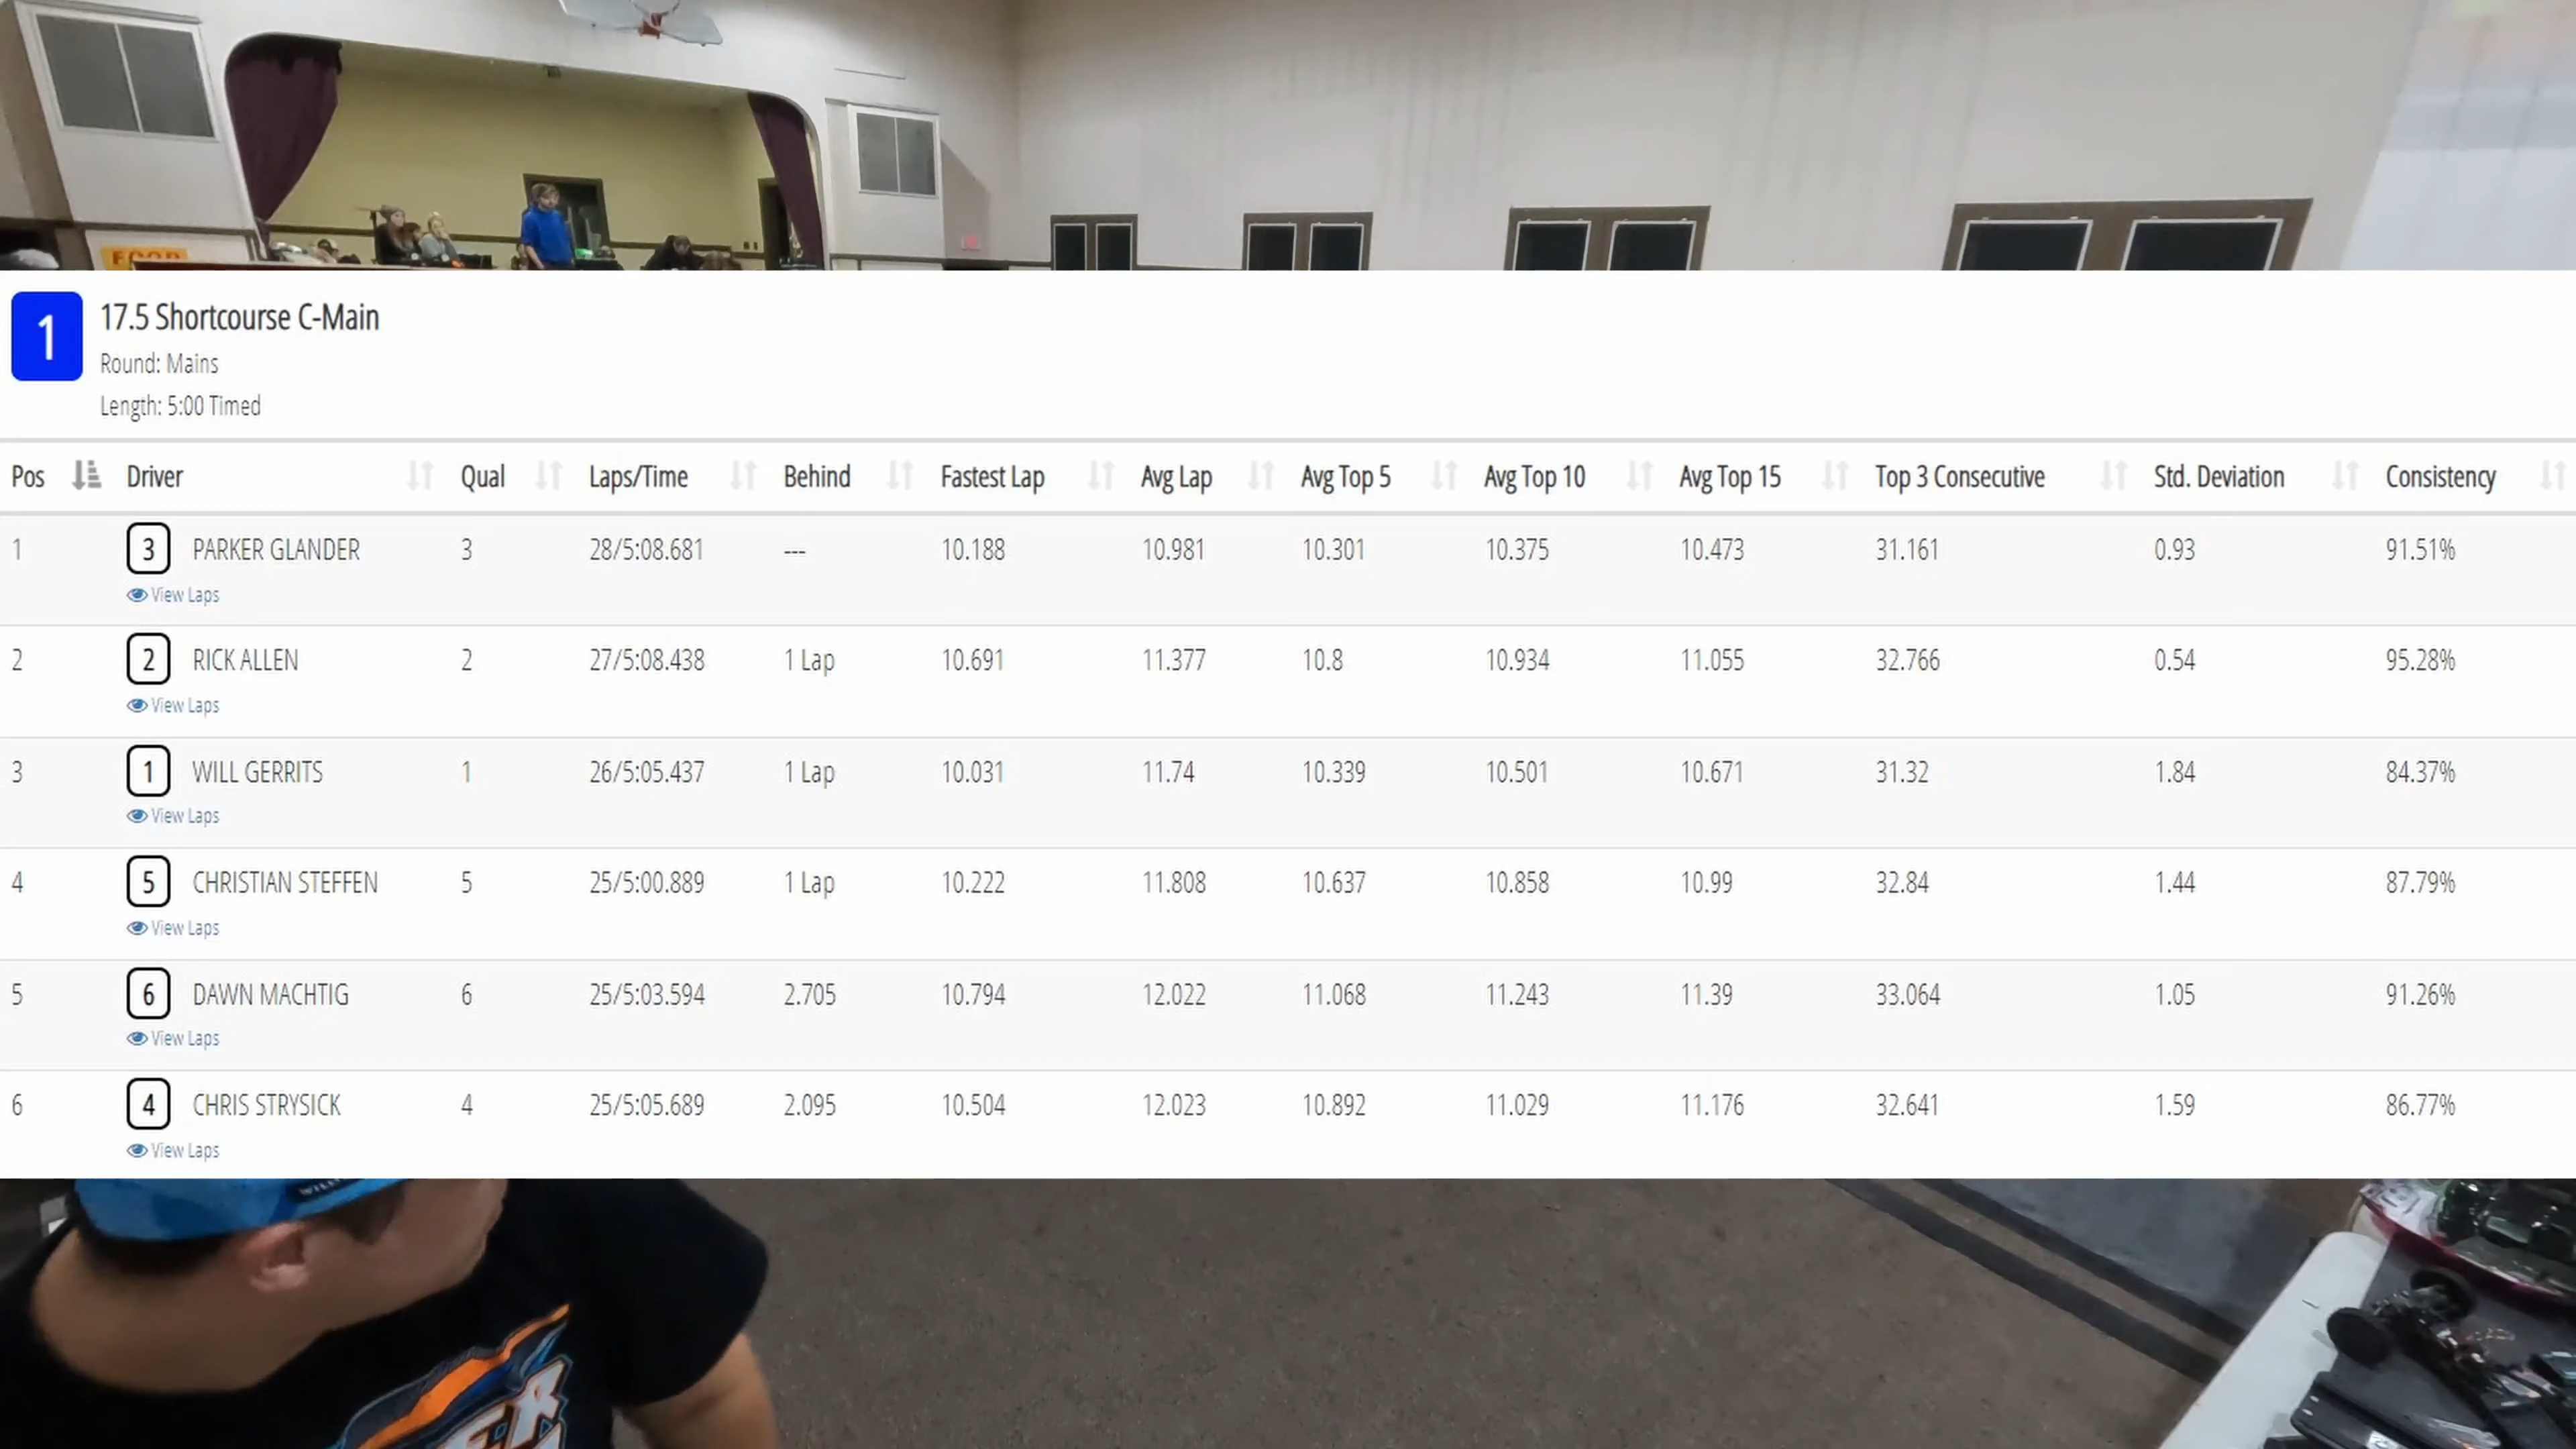 FOOD
1
17.5 Shortcourse C-Main
Round: Mains
Length: 5:00 Timed
Pos Driver Qual Laps/Time Behind Fastest Lap Avg Lap Avg Top 5 Avg Top 10 Avg Top 15 Top 3 Consecutive Std. Deviation Consistency
1 3 PARKER GLANDER 3 28/5:08.681 --- 10.188 10.981 10.301 10.375 10.473 31.161 0.93 91.51%
View Laps
2 2 RICK ALLEN 2 27/5:08.438 1 Lap 10.691 11.377 10.8 10.934 11.055 32.766 0.54 95.28%
View Laps
3 1 WILL GERRITS 1 26/5:05.437 1 Lap 10.031 11.74 10.339 10.501 10.671 31.32 1.84 84.37%
View Laps
4 5 CHRISTIAN STEFFEN 5 25/5:00.889 1 Lap 10.222 11.808 10.637 10.858 10.99 32.84 1.44 87.79%
View Laps
5 6 DAWN MACHTIG 6 25/5:03.594 2.705 10.794 12.022 11.068 11.243 11.39 33.064 1.05 91.26%
View Laps
6 4 CHRIS STRYSICK 4 25/5:05.689 2.095 10.504 12.023 10.892 11.029 11.176 32.641 1.59 86.77%
View Laps